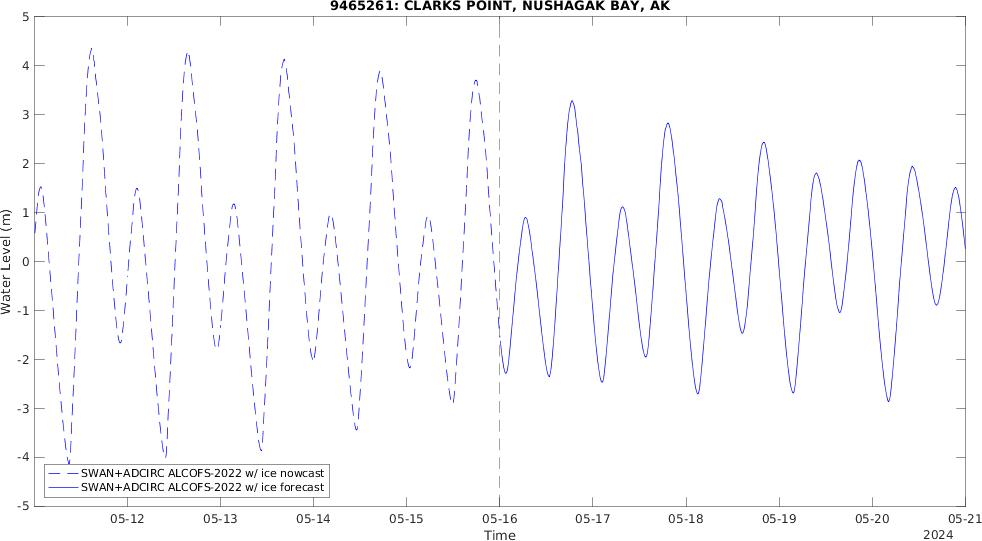 9465261: CLARKS POINT, NUSHAGAK BAY, AK
Water Level (m)
5
4
3
2
1
0
-1
-2
-3
-4
-5
SWAN+ADCIRC ALCOFS-2022 w/ ice nowcast
SWAN+ADCIRC ALCOFS-2022 w/ ice forecast
05-12 05-13 05-14 05-15 05-16 05-17 05-18 05-19 05-20 05-21
Time
2024